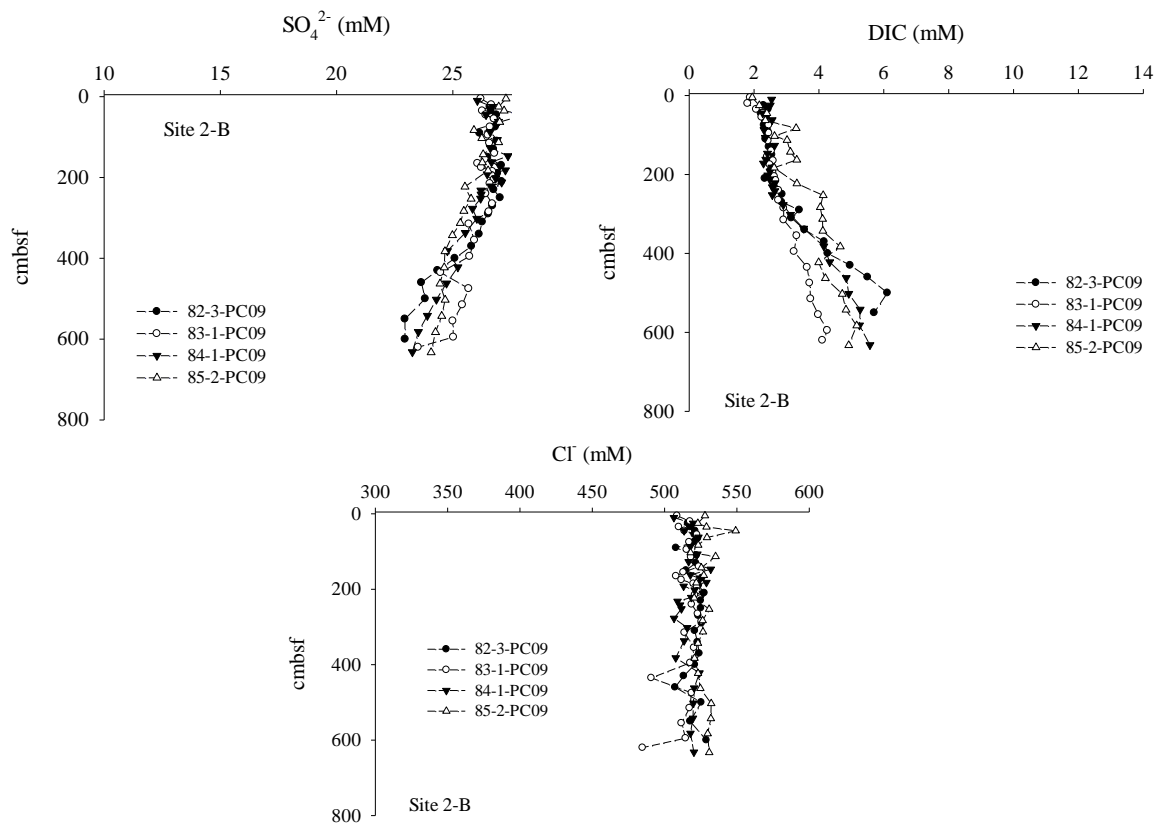 SO₄²⁻ (mM)
10 15 20 25
0
200
400
600
800
cmbsf
Site 2-B
82-3-PC09
83-1-PC09
84-1-PC09
85-2-PC09
DIC (mM)
0 2 4 6 8 10 12 14
0
200
400
600
800
cmbsf
82-3-PC09
83-1-PC09
84-1-PC09
85-2-PC09
Site 2-B
Cl⁻ (mM)
300 350 400 450 500 550 600
0
200
400
600
800
cmbsf
82-3-PC09
83-1-PC09
84-1-PC09
85-2-PC09
Site 2-B